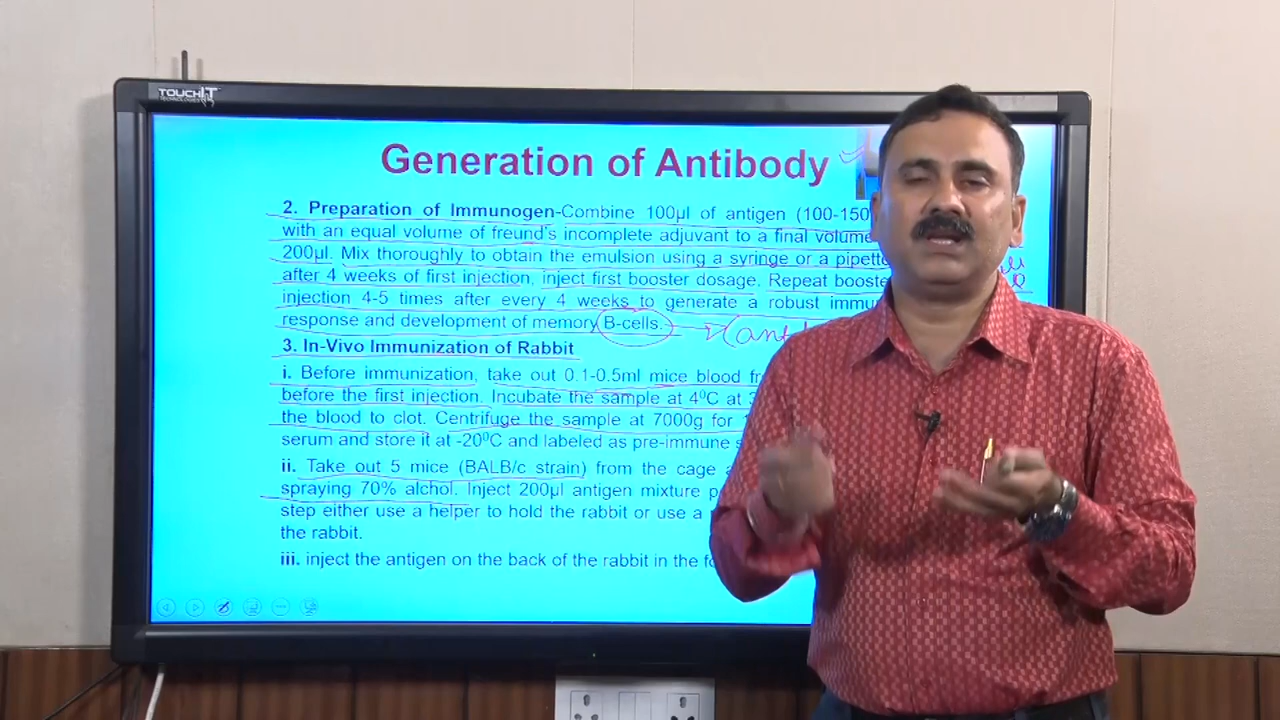 TOUCHIT
TECHNOLOGIES
Generation of Antibody
2. Preparation of Immunogen-Combine 100µl of antigen (100-150
with an equal volume of freund's incomplete adjuvant to a final volume
200µl. Mix thoroughly to obtain the emulsion using a syringe or a pipette
after 4 weeks of first injection, inject first booster dosage. Repeat booster
injection 4-5 times after every 4 weeks to generate a robust immune
response and development of memory B-cells.
3. In-Vivo Immunization of Rabbit
i. Before immunization, take out 0.1-0.5ml mice blood
before the first injection. Incubate the sample at 4⁰C at
the blood to clot. Centrifuge the sample at 7000g for
serum and store it at -20⁰C and labeled as pre-immune
ii. Take out 5 mice (BALB/c strain) from the cage
spraying 70% alchol. Inject 200µl antigen mixture
step either use a helper to hold the rabbit or use a
the rabbit.
iii. inject the antigen on the back of the rabbit in the